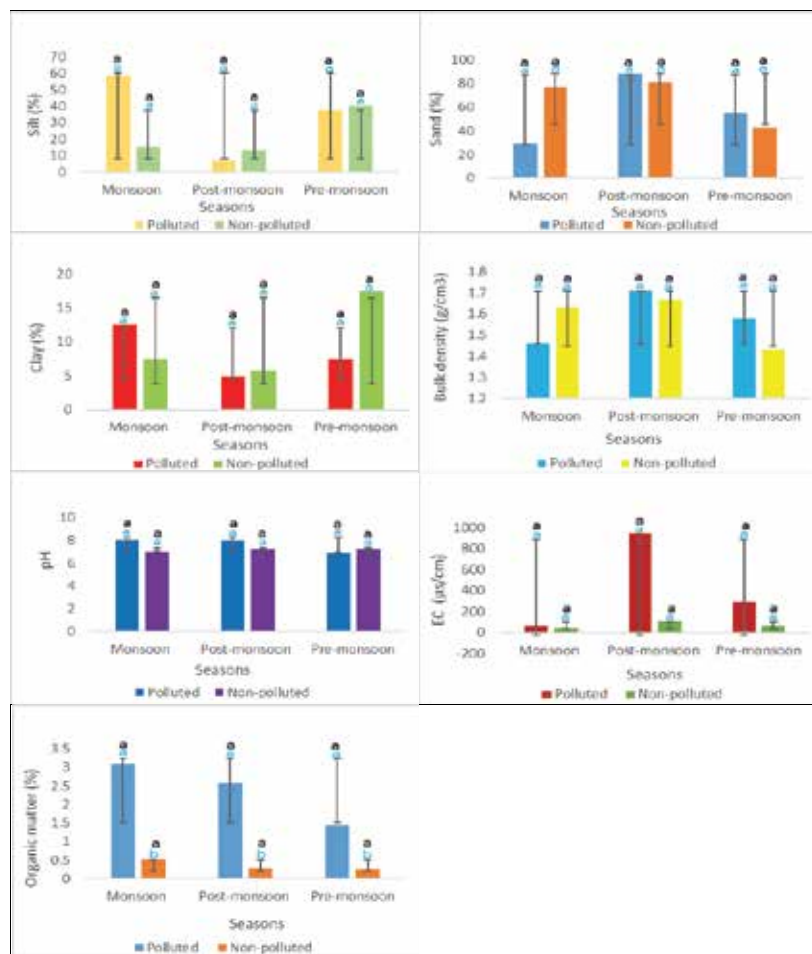 a a a a a a
a a a a a a
70
60
50
40
30
20
10
0
Silt (%)
Monsoon Post-monsoon Pre-monsoon
Seasons
Polluted Non-polluted
a a a a a a
a a a a a a
100
80
60
40
20
0
Sand (%)
Monsoon Post-monsoon Pre-monsoon
Seasons
Polluted Non-polluted
a a a a a a
a a a a a a
20
15
10
5
0
Clay (%)
Monsoon Post-monsoon Pre-monsoon
Seasons
Polluted Non-polluted
a a a a a a
a a a a a a
1.8
1.7
1.6
1.5
1.4
1.3
1.2
Bulk density (g/cm3)
Monsoon Post-monsoon Pre-monsoon
Seasons
Polluted Non-polluted
a a a a a a
a a a a a a
10
8
6
4
2
0
pH
Monsoon Post-monsoon Pre-monsoon
Seasons
Polluted Non-polluted
a a a a a a
a a a a
1000
800
600
400
200
0
-200
EC (µs/cm)
Monsoon Post-monsoon Pre-monsoon
Seasons
Polluted Non-polluted
a a a
a a a
3.5
3
2.5
2
1.5
1
0.5
0
Organic matter (%)
a a a
b b b
Monsoon Post-monsoon Pre-monsoon
Seasons
Polluted Non-polluted